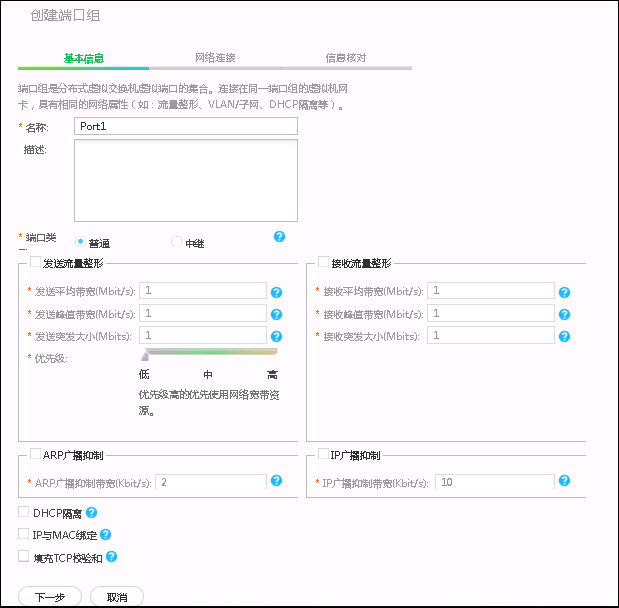 创建端口组
基本信息 网络连接 信息核对
端口组是分布式虚拟交换机虚拟端口的集合。连接在同一端口组的虚拟机网
卡，具有相同的网络属性（如：流量整形、VLAN/子网、DHCP隔离等）。
* 名称: Port1
描述:
* 端口类 普通 中继 ?
发送流量整形 接收流量整形
* 发送平均带宽(Mbit/s): 1 ? * 接收平均带宽(Mbit/s): 1 ?
* 发送峰值带宽(Mbit/s): 1 ? * 接收峰值带宽(Mbit/s): 1 ?
* 发送突发大小(Mbits): 1 ? * 接收突发大小(Mbits): 1 ?
* 优先级:
低 中 高
优先级高的优先使用网络宽带资
源。
ARP广播抑制 IP广播抑制
* ARP广播抑制带宽(Kbit/s): 2 ? * IP广播抑制带宽(Kbit/s): 10 ?
DHCP隔离 ?
IP与MAC绑定 ?
填充TCP校验和 ?
下一步 取消